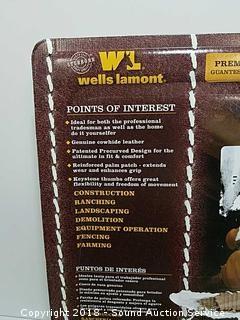 PREM
GUANTES
WL
wells lamont.
POINTS OF INTEREST
Ideal for both the professional
tradesman as well as the home
do it yourselfer
Genuine cowhide leather
Patented Precurved Design for the
ultimate in fit & comfort
Reinforced palm patch - extends
wear and enhances grip
Keystone thumbs offers great
flexibility and freedom of movement
CONSTRUCTION
RANCHING
LANDSCAPING
DEMOLITION
EQUIPMENT OPERATION
FENCING
FARMING
PUNTOS DE INTERÉS
Copyright 2018 - Sound Auction Service